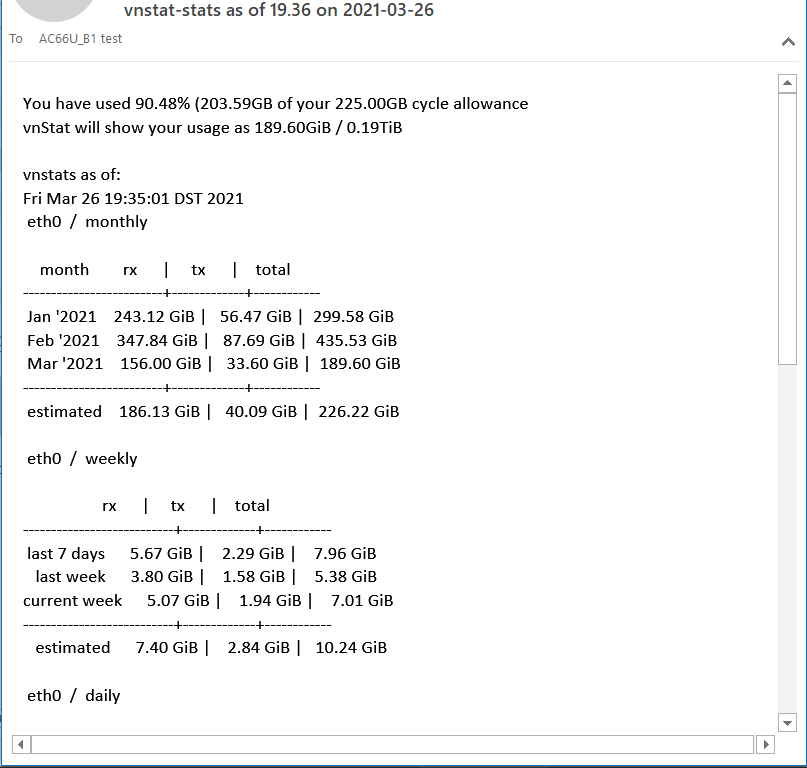 vnstat-stats as of 19.36 on 2021-03-26
To AC66U_B1 test
You have used 90.48% (203.59GB of your 225.00GB cycle allowance
vnStat will show your usage as 189.60GiB / 0.19TiB
vnstats as of:
Fri Mar 26 19:35:01 DST 2021
eth0 / monthly
month rx | tx | total
-------------------------+-------------+------------
Jan '2021 243.12 GiB | 56.47 GiB | 299.58 GiB
Feb '2021 347.84 GiB | 87.69 GiB | 435.53 GiB
Mar '2021 156.00 GiB | 33.60 GiB | 189.60 GiB
-------------------------+-------------+------------
estimated 186.13 GiB | 40.09 GiB | 226.22 GiB
eth0 / weekly
rx | tx | total
---------------------------+-------------+------------
last 7 days 5.67 GiB | 2.29 GiB | 7.96 GiB
last week 3.80 GiB | 1.58 GiB | 5.38 GiB
current week 5.07 GiB | 1.94 GiB | 7.01 GiB
---------------------------+-------------+------------
estimated 7.40 GiB | 2.84 GiB | 10.24 GiB
eth0 / daily